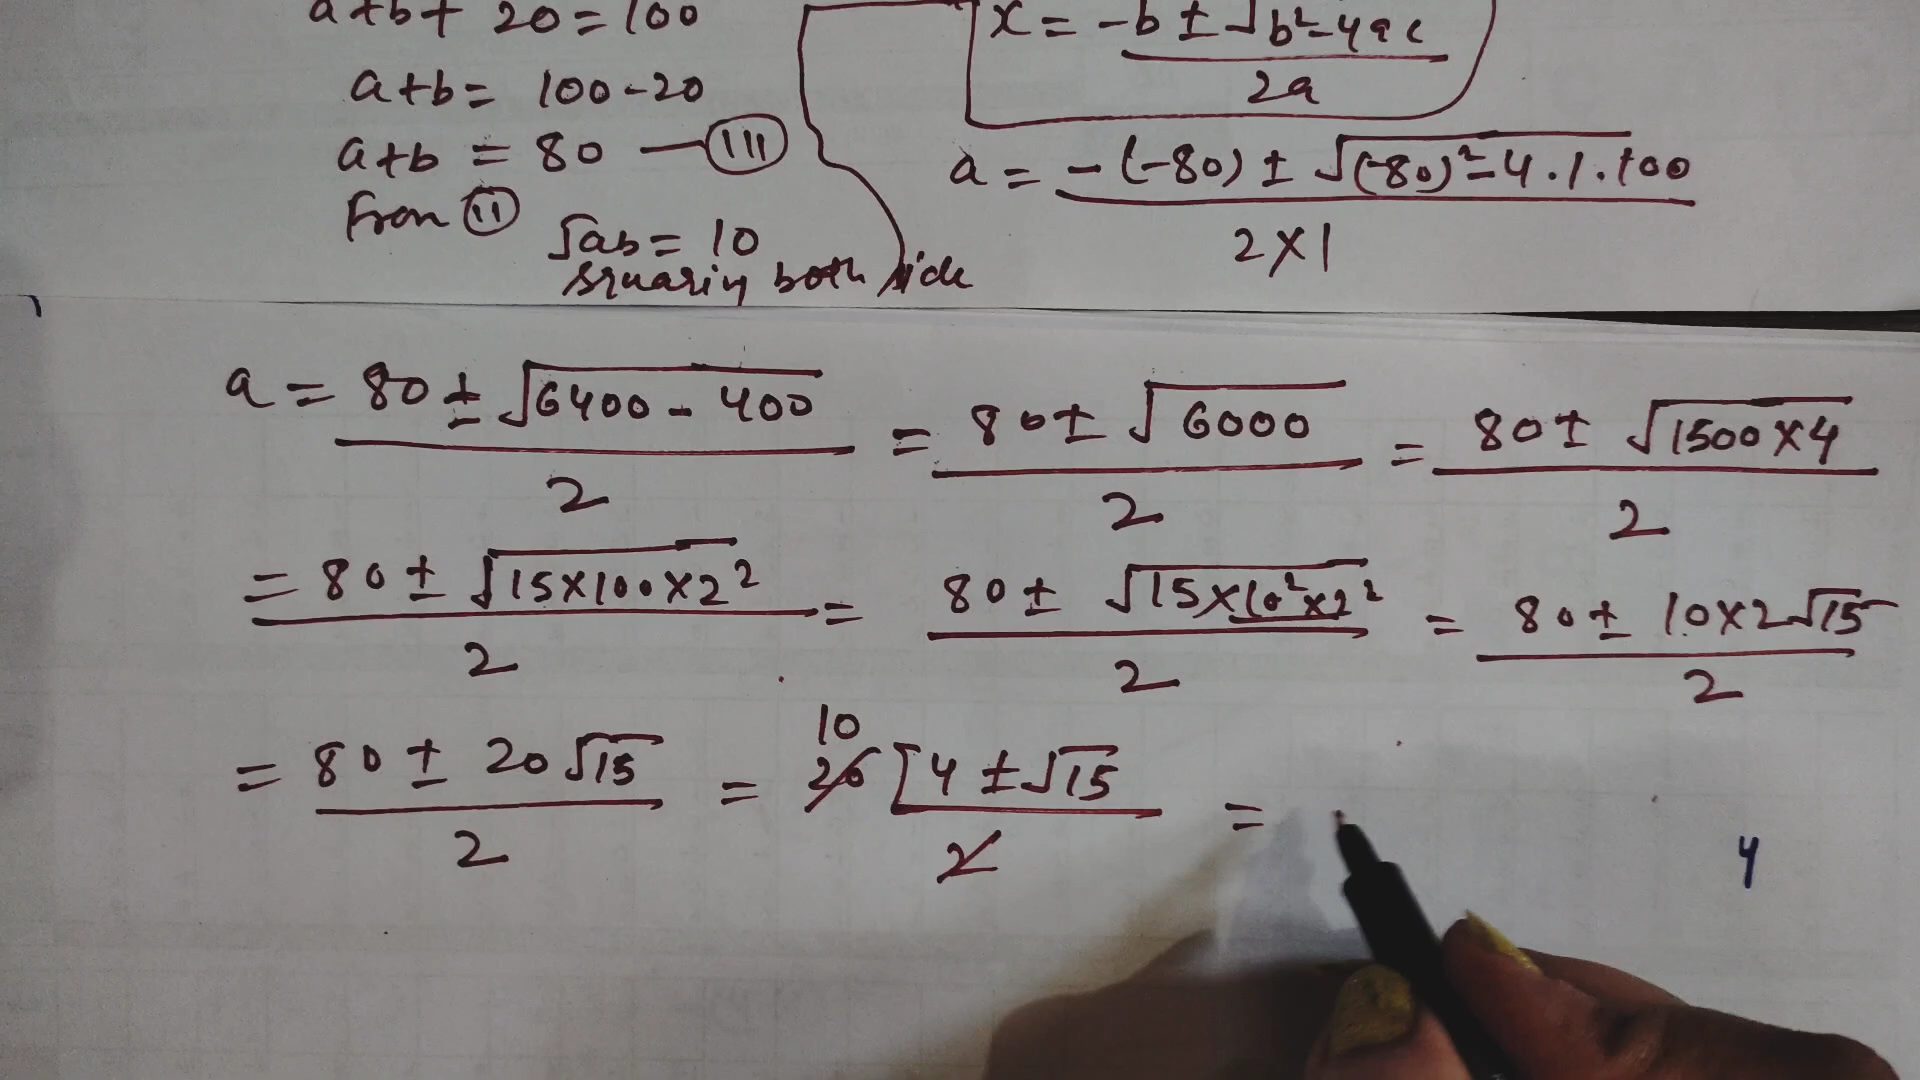 a+b+ 20=100
a+b= 100-20
a+b = 80 — (III)
From (II)
√ab = 10
squaring both side
x = -b ± √b²-4ac / 2a
a = -(-80) ± √(-80)²-4.1.100 / 2×1
a = 80 ± √6400 - 400 / 2 = 80 ± √6000 / 2 = 80 ± √1500×4 / 2
= 80 ± √15×100×2² / 2 = 80 ± √15×10²×2² / 2 = 80 ± 10×2√15 / 2
= 80 ± 20√15 / 2 = 10 20 [4 ± √15 / 2 =
4